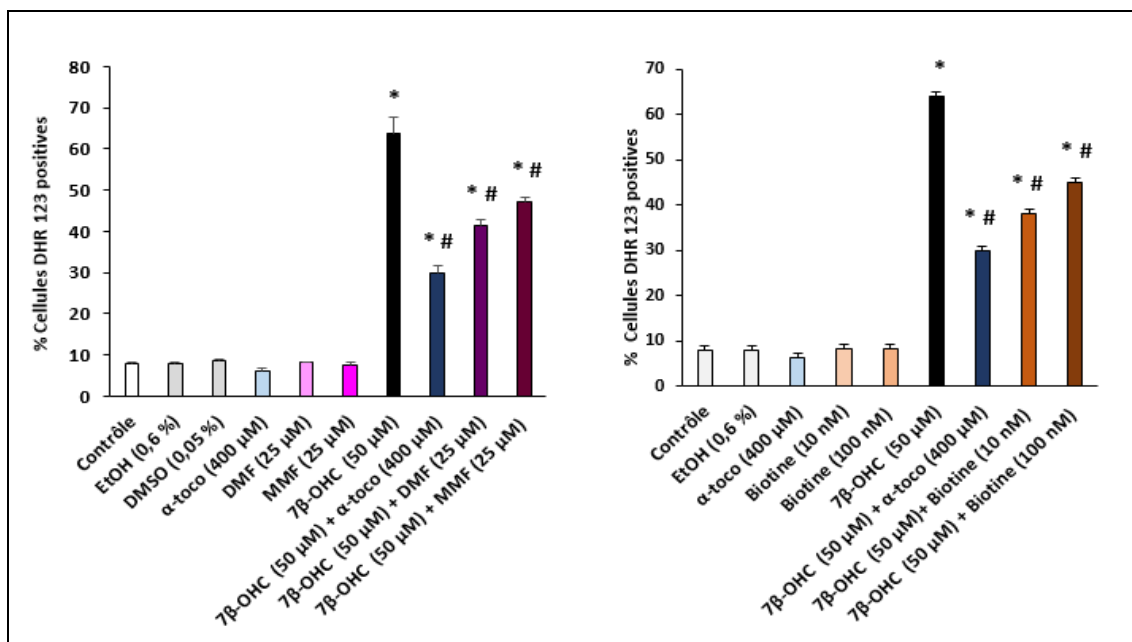 % Cellules DHR 123 positives
80
70
60
50
40
30
20
10
0
*
* #
* #
* #
Contrôle
EtOH (0,6 %)
DMSO (0,05 %)
α-toco (400 µM)
DMF (25 µM)
MMF (25 µM)
7β-OHC (50 µM)
7β-OHC (50 µM) + α-toco (400 µM)
7β-OHC (50 µM) + DMF (25 µM)
7β-OHC (50 µM) + MMF (25 µM)
% Cellules DHR 123 positives
70
60
50
40
30
20
10
0
*
* #
* #
* #
Contrôle
EtOH (0,6 %)
α-toco (400 µM)
Biotine (10 nM)
Biotine (100 nM)
7β-OHC (50 µM)
7β-OHC (50 µM) + α-toco (400 µM)
7β-OHC (50 µM)+ Biotine (10 nM)
7β-OHC (50 µM) + Biotine (100 nM)